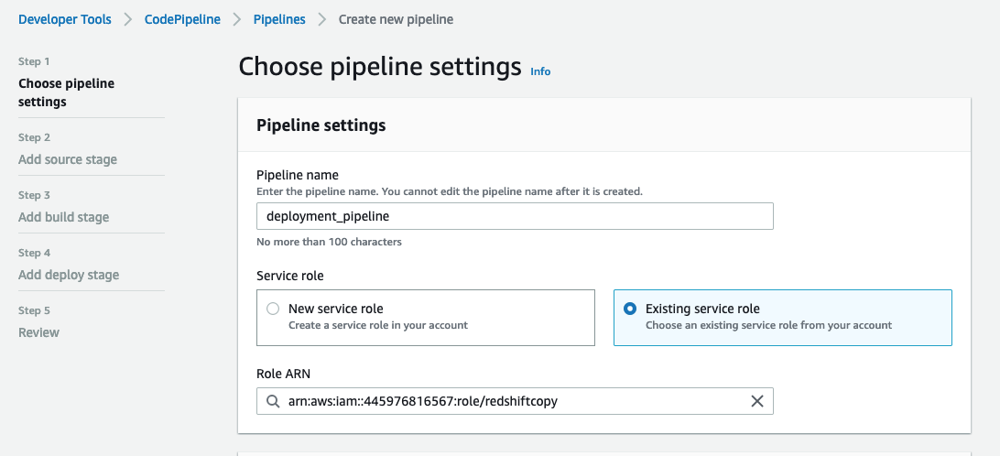 Developer Tools > CodePipeline > Pipelines > Create new pipeline
Step 1
Choose pipeline
settings
Step 2
Add source stage
Step 3
Add build stage
Step 4
Add deploy stage
Step 5
Review
Choose pipeline settings Info
Pipeline settings
Pipeline name
Enter the pipeline name. You cannot edit the pipeline name after it is created.
deployment_pipeline
No more than 100 characters
Service role
New service role
Create a service role in your account
Existing service role
Choose an existing service role from your account
Role ARN
arn:aws:iam::445976816567:role/redshiftcopy